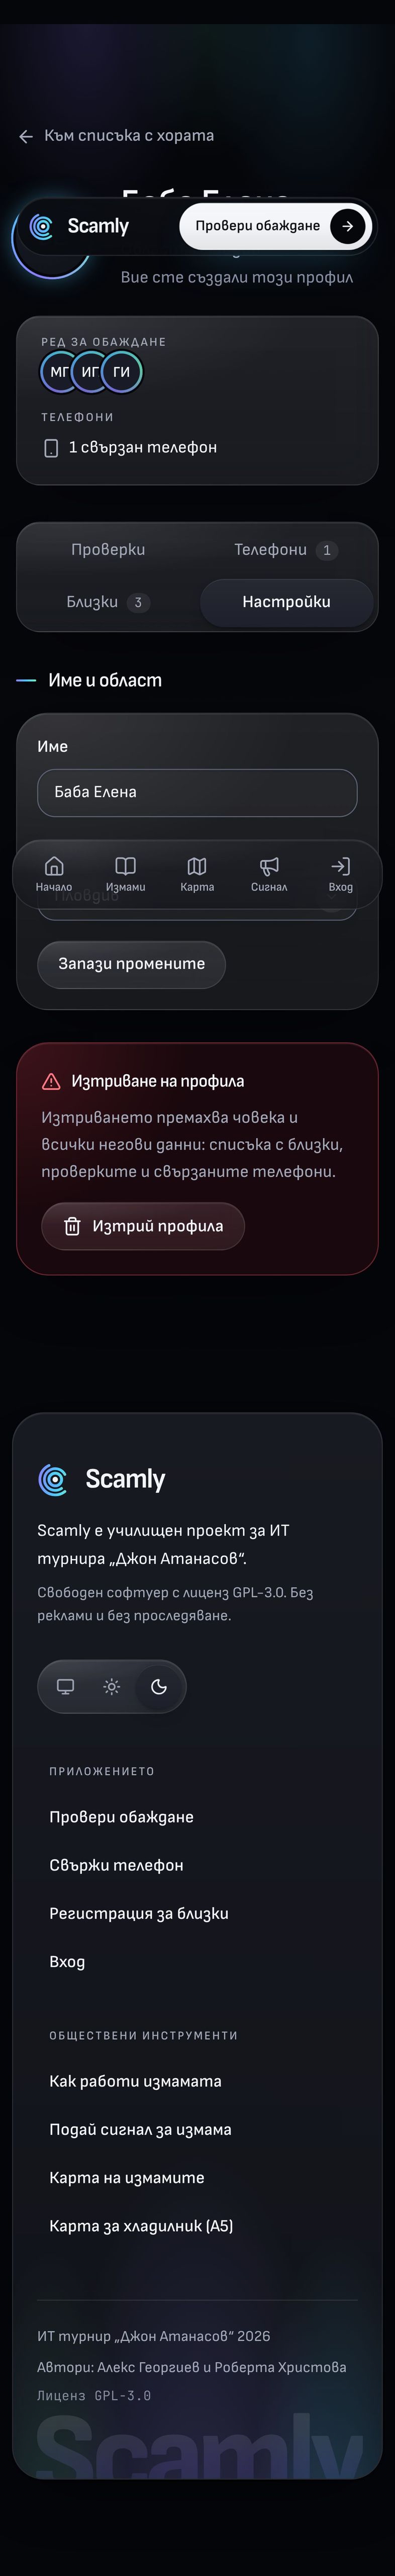 Към списъка с хората
Баба Елена
Scamly
Провери обаждане
Вие сте създали този профил
РЕД ЗА ОБАЖДАНЕ
МГ ИГ ГИ
ТЕЛЕФОНИ
1 свързан телефон
Проверки
Телефони 1
Близки 3
Настройки
Име и област
Име
Баба Елена
Начало
Измами
Карта
Сигнал
Вход
Пловдив
Запази промените
Изтриване на профила
Изтриването премахва човека и
всички негови данни: списъка с близки,
проверките и свързаните телефони.
Изтрий профила
Scamly
Scamly е училищен проект за ИТ
турнира „Джон Атанасов“.
Свободен софтуер с лиценз GPL-3.0. Без
реклами и без проследяване.
ПРИЛОЖЕНИЕТО
Провери обаждане
Свържи телефон
Регистрация за близки
Вход
ОБЩЕСТВЕНИ ИНСТРУМЕНТИ
Как работи измамата
Подай сигнал за измама
Карта на измамите
Карта за хладилник (А5)
ИТ турнир „Джон Атанасов“ 2026
Автори: Алекс Георгиев и Роберта Христова
Лиценз GPL-3.0
Scamly